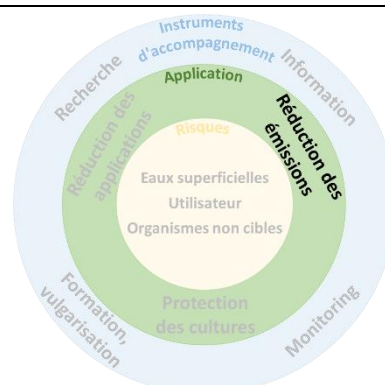 Instruments
d'accompagnement
Recherche
Information
Application
Réduction des
applications
Réduction des
émissions
Risques
Eaux superficielles
Utilisateur
Organismes non cibles
Protection
des cultures
Formation,
vulgarisation
Monitoring